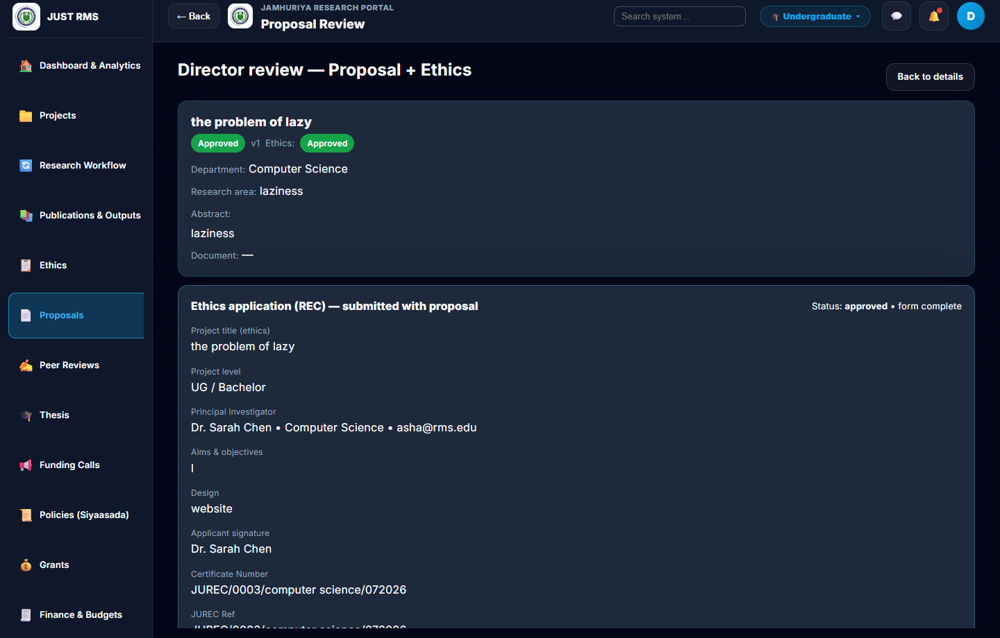 JUST RMS
Dashboard & Analytics
Projects
Research Workflow
Publications & Outputs
Ethics
Proposals
Peer Reviews
Thesis
Funding Calls
Policies (Siyaasada)
Grants
Finance & Budgets
← Back
JAMHURIYA RESEARCH PORTAL
Proposal Review
Search system...
Undergraduate
D
Director review — Proposal + Ethics
Back to details
the problem of lazy
Approved v1 Ethics: Approved
Department: Computer Science
Research area: laziness
Abstract:
laziness
Document: —
Ethics application (REC) — submitted with proposal
Status: approved • form complete
Project title (ethics)
the problem of lazy
Project level
UG / Bachelor
Principal investigator
Dr. Sarah Chen • Computer Science • asha@rms.edu
Aims & objectives
l
Design
website
Applicant signature
Dr. Sarah Chen
Certificate Number
JUREC/0003/computer science/072026
JUREC Ref
JUREC/0003/computer science/072026